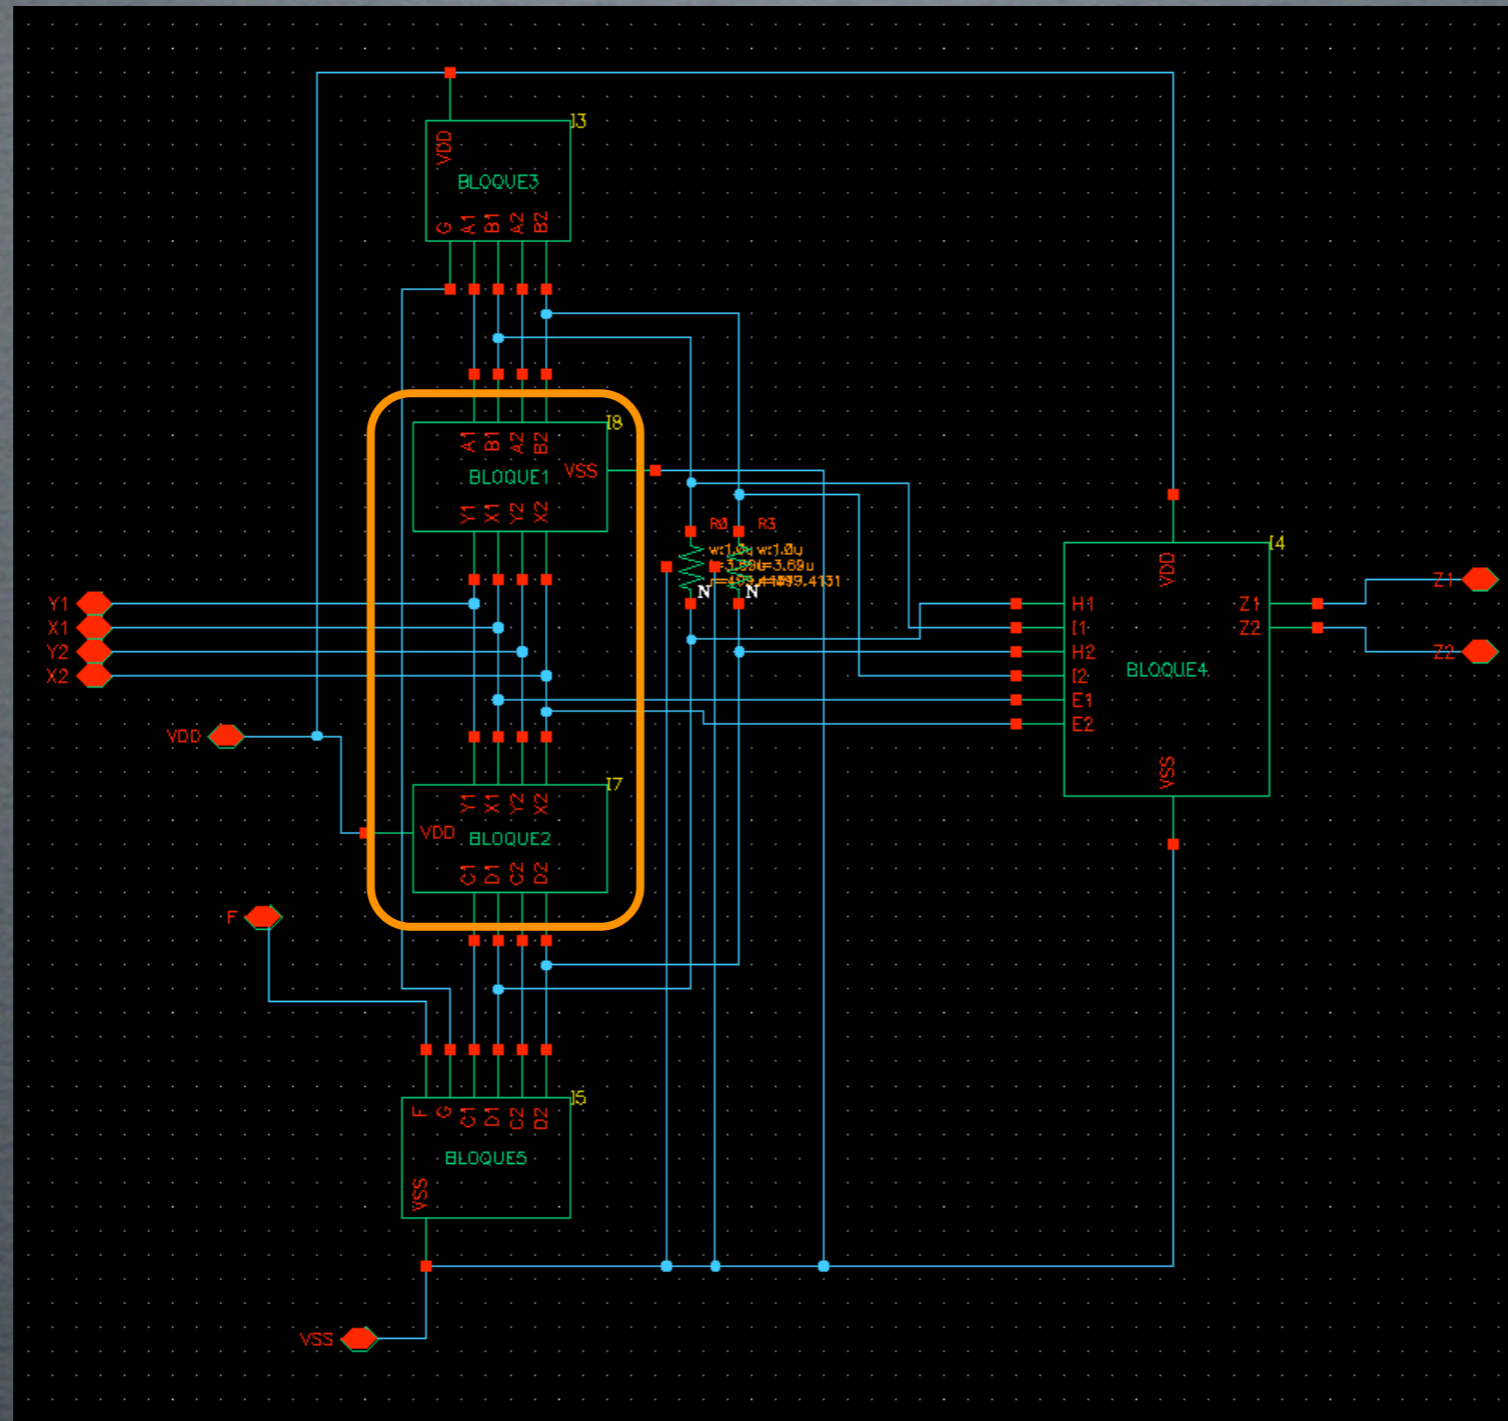 I3
VDD
BLOQUE3
G A1 B1 A2 B2
I8
A1 B1 A2 B2
BLOQUE1 VSS
Y1 X1 Y2 X2
R0 R3
w:1.0u w:1.0u
N N
I4
VDD
Y1
X1
Y2
X2
H1
I1
H2
I2
E1
E2
BLOQUE4
VSS
Z1
Z2
Z1
Z2
VDD
I7
Y1 X1 Y2 X2
VDD BLOQUE2
C1 D1 C2 D2
F
I5
F G C1 D1 C2 D2
BLOQUE5
VSS
VSS